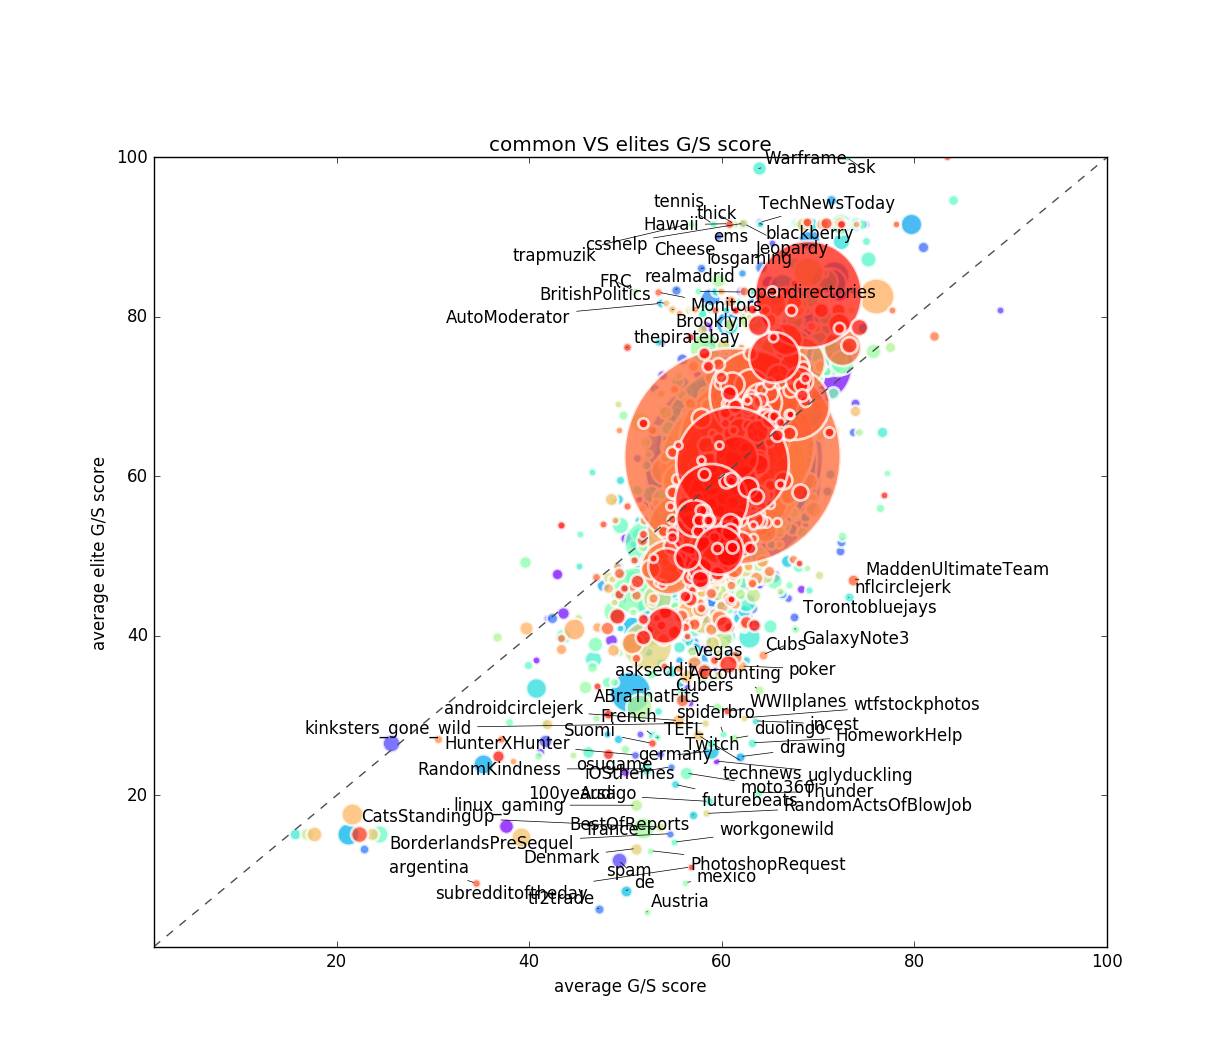 common VS elites G/S score
100
Warframe
ask
tennis
thick
TechNewsToday
Hawaii
blackberry
ems
csshelp
Cheese
Jeopardy
trapmuzik
iosgaming
realmadrid
FRC
BritishPolitics
opendirectories
Monitors
AutoModerator
80
Brooklyn
thepiratebay
60
average elite G/S score
MaddenUltimateTeam
nflcirclejerk
Torontobluejays
40
GalaxyNote3
Cubs
vegas
poker
askseddit
Accounting
Cubers
ABraThatFits
WWIIplanes
wtfstockphotos
androidcirclejerk
spiderbro
French
incest
kinksters_gone_wild
Suomi
TEFL
duolingo
HomeworkHelp
HunterXHunter
Twitch
drawing
germany
osugame
RandomKindness
iOSthemes
technews
uglyduckling
moto360
Thunder
100yearsago
20
futurebeats
RandomActsOfBlowJob
linux_gaming
CatsStandingUp
BestOfReports
france
workgonewild
BorderlandsPreSequel
Denmark
PhotoshopRequest
argentina
spam
mexico
de
subredditoftheday
tf2trade
Austria
20
40
60
80
100
average G/S score